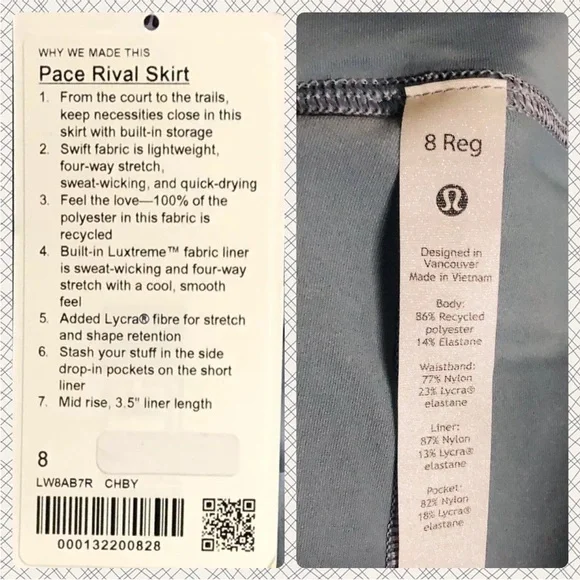 WHY WE MADE THIS
Pace Rival Skirt
1. From the court to the trails,
keep necessities close in this
skirt with built-in storage
2. Swift fabric is lightweight,
four-way stretch,
sweat-wicking, and quick-drying
3. Feel the love—100% of the
polyester in this fabric is
recycled
4. Built-in Luxtreme™ fabric liner
is sweat-wicking and four-way
stretch with a cool, smooth
feel
5. Added Lycra® fibre for stretch
and shape retention
6. Stash your stuff in the side
drop-in pockets on the short
liner
7. Mid rise, 3.5" liner length
8
LW8AB7R CHBY
000132200828
8 Reg
Designed in
Vancouver
Made in Vietnam
Body:
86% Recycled
polyester
14% Elastane
Waistband:
77% Nylon
23% Lycra®
elastane
Liner:
87% Nylon
13% Lycra®
elastane
Pocket:
82% Nylon
18% Lycra®
elastane